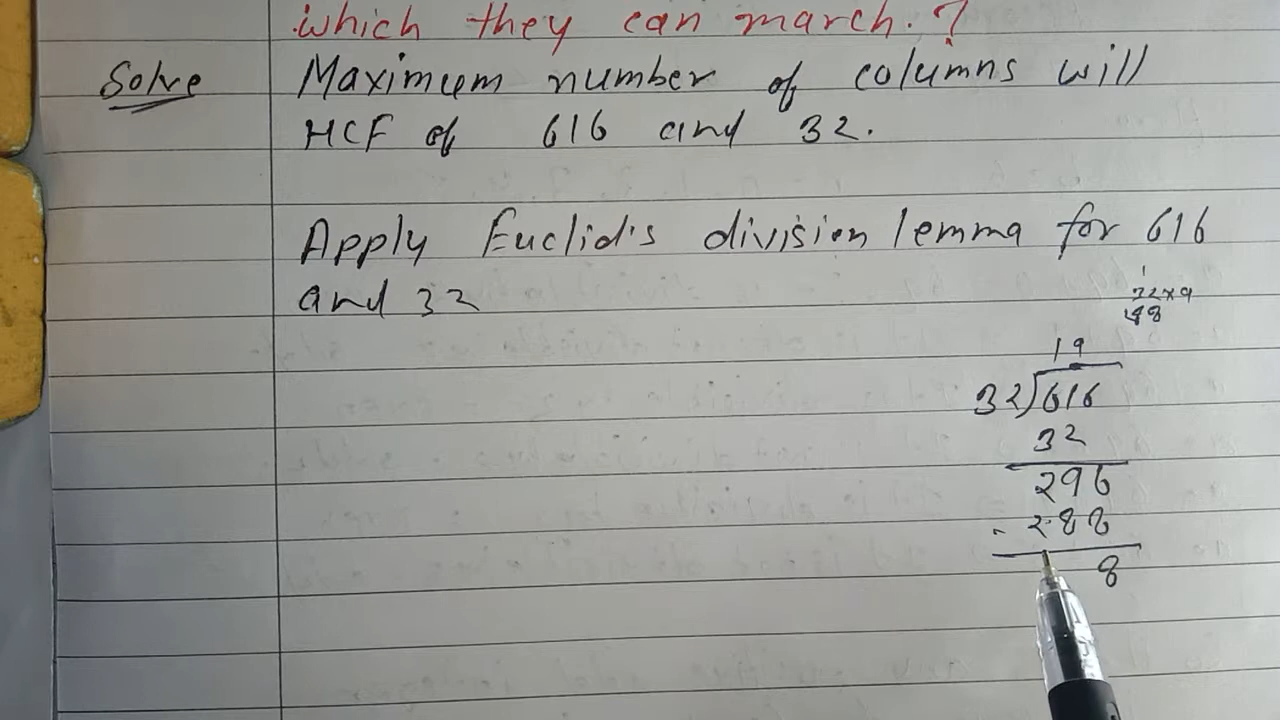 which they can march.?
Solve
Maximum number of columns will
HCF of 616 and 32.
Apply Euclid's division lemma for 616
and 32
19
32)616
32
296
- 288
8